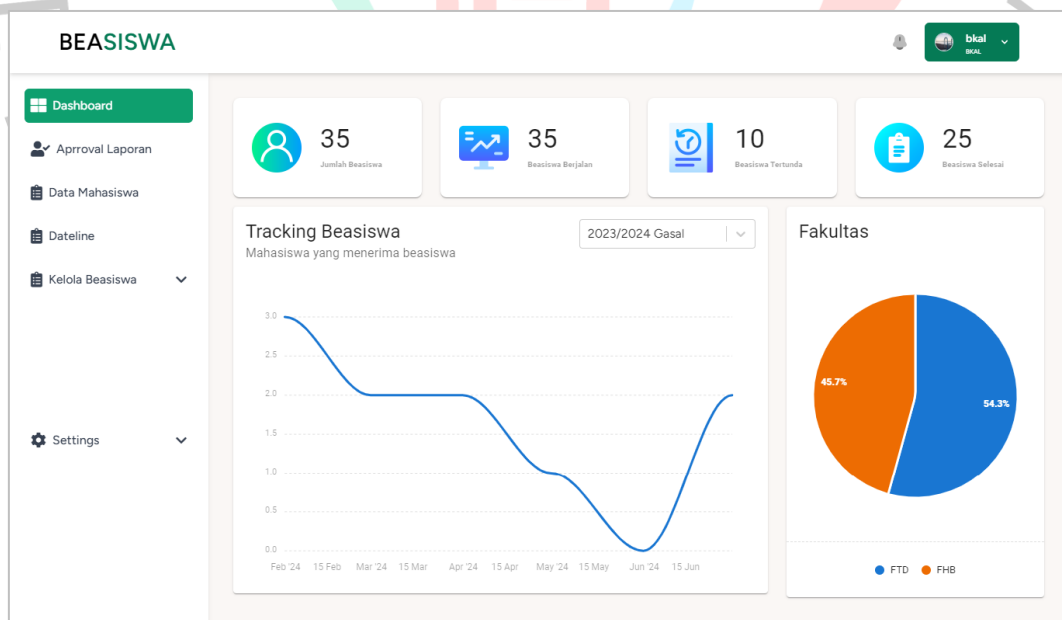 BEASISWA
bkal
BKAL
Dashboard
Aprroval Laporan
Data Mahasiswa
Dateline
Kelola Beasiswa
Settings
35
Jumlah Beasiswa
35
Beasiswa Berjalan
10
Beasiswa Tertunda
25
Beasiswa Selesai
Tracking Beasiswa
Mahasiswa yang menerima beasiswa
2023/2024 Gasal
3.0
2.5
2.0
1.5
1.0
0.5
0.0
Feb '24 15 Feb Mar '24 15 Mar Apr '24 15 Apr May '24 15 May Jun '24 15 Jun
Fakultas
45.7%
54.3%
FTD FHB